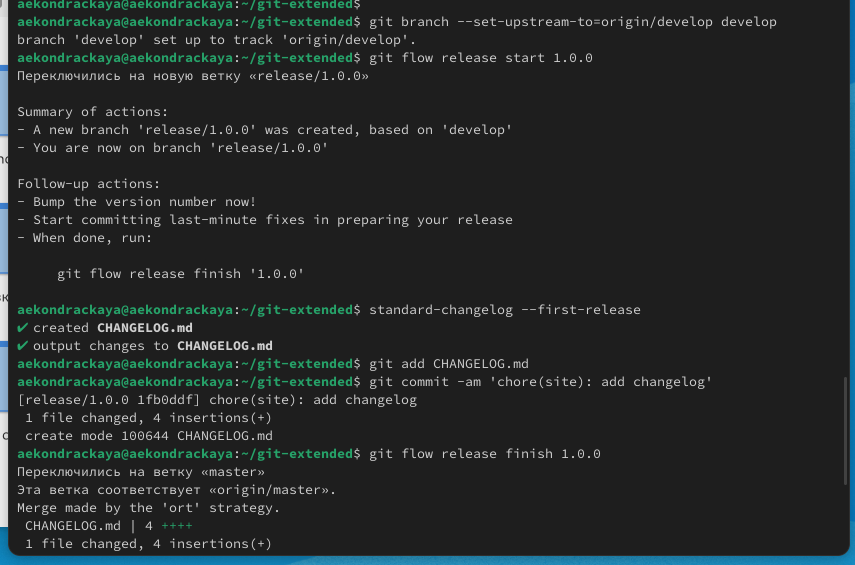 aekondrackaya@aekondrackaya:~/git-extended$
aekondrackaya@aekondrackaya:~/git-extended$ git branch --set-upstream-to=origin/develop develop
branch 'develop' set up to track 'origin/develop'.
aekondrackaya@aekondrackaya:~/git-extended$ git flow release start 1.0.0
Переключились на новую ветку «release/1.0.0»

Summary of actions:
- A new branch 'release/1.0.0' was created, based on 'develop'
- You are now on branch 'release/1.0.0'

Follow-up actions:
- Bump the version number now!
- Start committing last-minute fixes in preparing your release
- When done, run:

     git flow release finish '1.0.0'

aekondrackaya@aekondrackaya:~/git-extended$ standard-changelog --first-release
✔ created CHANGELOG.md
✔ output changes to CHANGELOG.md
aekondrackaya@aekondrackaya:~/git-extended$ git add CHANGELOG.md
aekondrackaya@aekondrackaya:~/git-extended$ git commit -am 'chore(site): add changelog'
[release/1.0.0 1fb0ddf] chore(site): add changelog
 1 file changed, 4 insertions(+)
 create mode 100644 CHANGELOG.md
aekondrackaya@aekondrackaya:~/git-extended$ git flow release finish 1.0.0
Переключились на ветку «master»
Эта ветка соответствует «origin/master».
Merge made by the 'ort' strategy.
 CHANGELOG.md | 4 ++++
 1 file changed, 4 insertions(+)